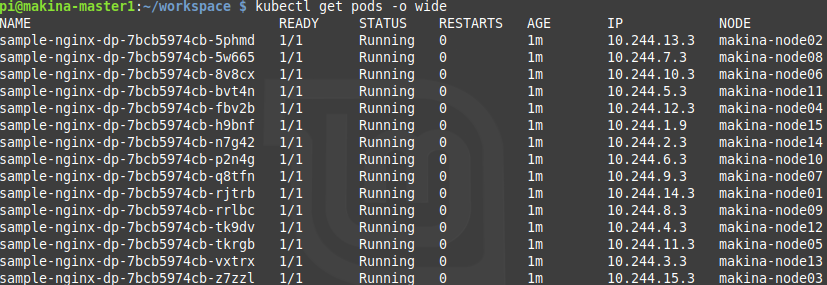 pi@makina-master1:~/workspace $ kubectl get pods -o wide
NAME READY STATUS RESTARTS AGE IP NODE
sample-nginx-dp-7bcb5974cb-5phmd 1/1 Running 0 1m 10.244.13.3 makina-node02
sample-nginx-dp-7bcb5974cb-5w665 1/1 Running 0 1m 10.244.7.3 makina-node08
sample-nginx-dp-7bcb5974cb-8v8cx 1/1 Running 0 1m 10.244.10.3 makina-node06
sample-nginx-dp-7bcb5974cb-bvt4n 1/1 Running 0 1m 10.244.5.3 makina-node11
sample-nginx-dp-7bcb5974cb-fbv2b 1/1 Running 0 1m 10.244.12.3 makina-node04
sample-nginx-dp-7bcb5974cb-h9bnf 1/1 Running 0 1m 10.244.1.9 makina-node15
sample-nginx-dp-7bcb5974cb-n7g42 1/1 Running 0 1m 10.244.2.3 makina-node14
sample-nginx-dp-7bcb5974cb-p2n4g 1/1 Running 0 1m 10.244.6.3 makina-node10
sample-nginx-dp-7bcb5974cb-q8tfn 1/1 Running 0 1m 10.244.9.3 makina-node07
sample-nginx-dp-7bcb5974cb-rjtrb 1/1 Running 0 1m 10.244.14.3 makina-node01
sample-nginx-dp-7bcb5974cb-rrlbc 1/1 Running 0 1m 10.244.8.3 makina-node09
sample-nginx-dp-7bcb5974cb-tk9dv 1/1 Running 0 1m 10.244.4.3 makina-node12
sample-nginx-dp-7bcb5974cb-tkrgb 1/1 Running 0 1m 10.244.11.3 makina-node05
sample-nginx-dp-7bcb5974cb-vxtrx 1/1 Running 0 1m 10.244.3.3 makina-node13
sample-nginx-dp-7bcb5974cb-z7zzl 1/1 Running 0 1m 10.244.15.3 makina-node03